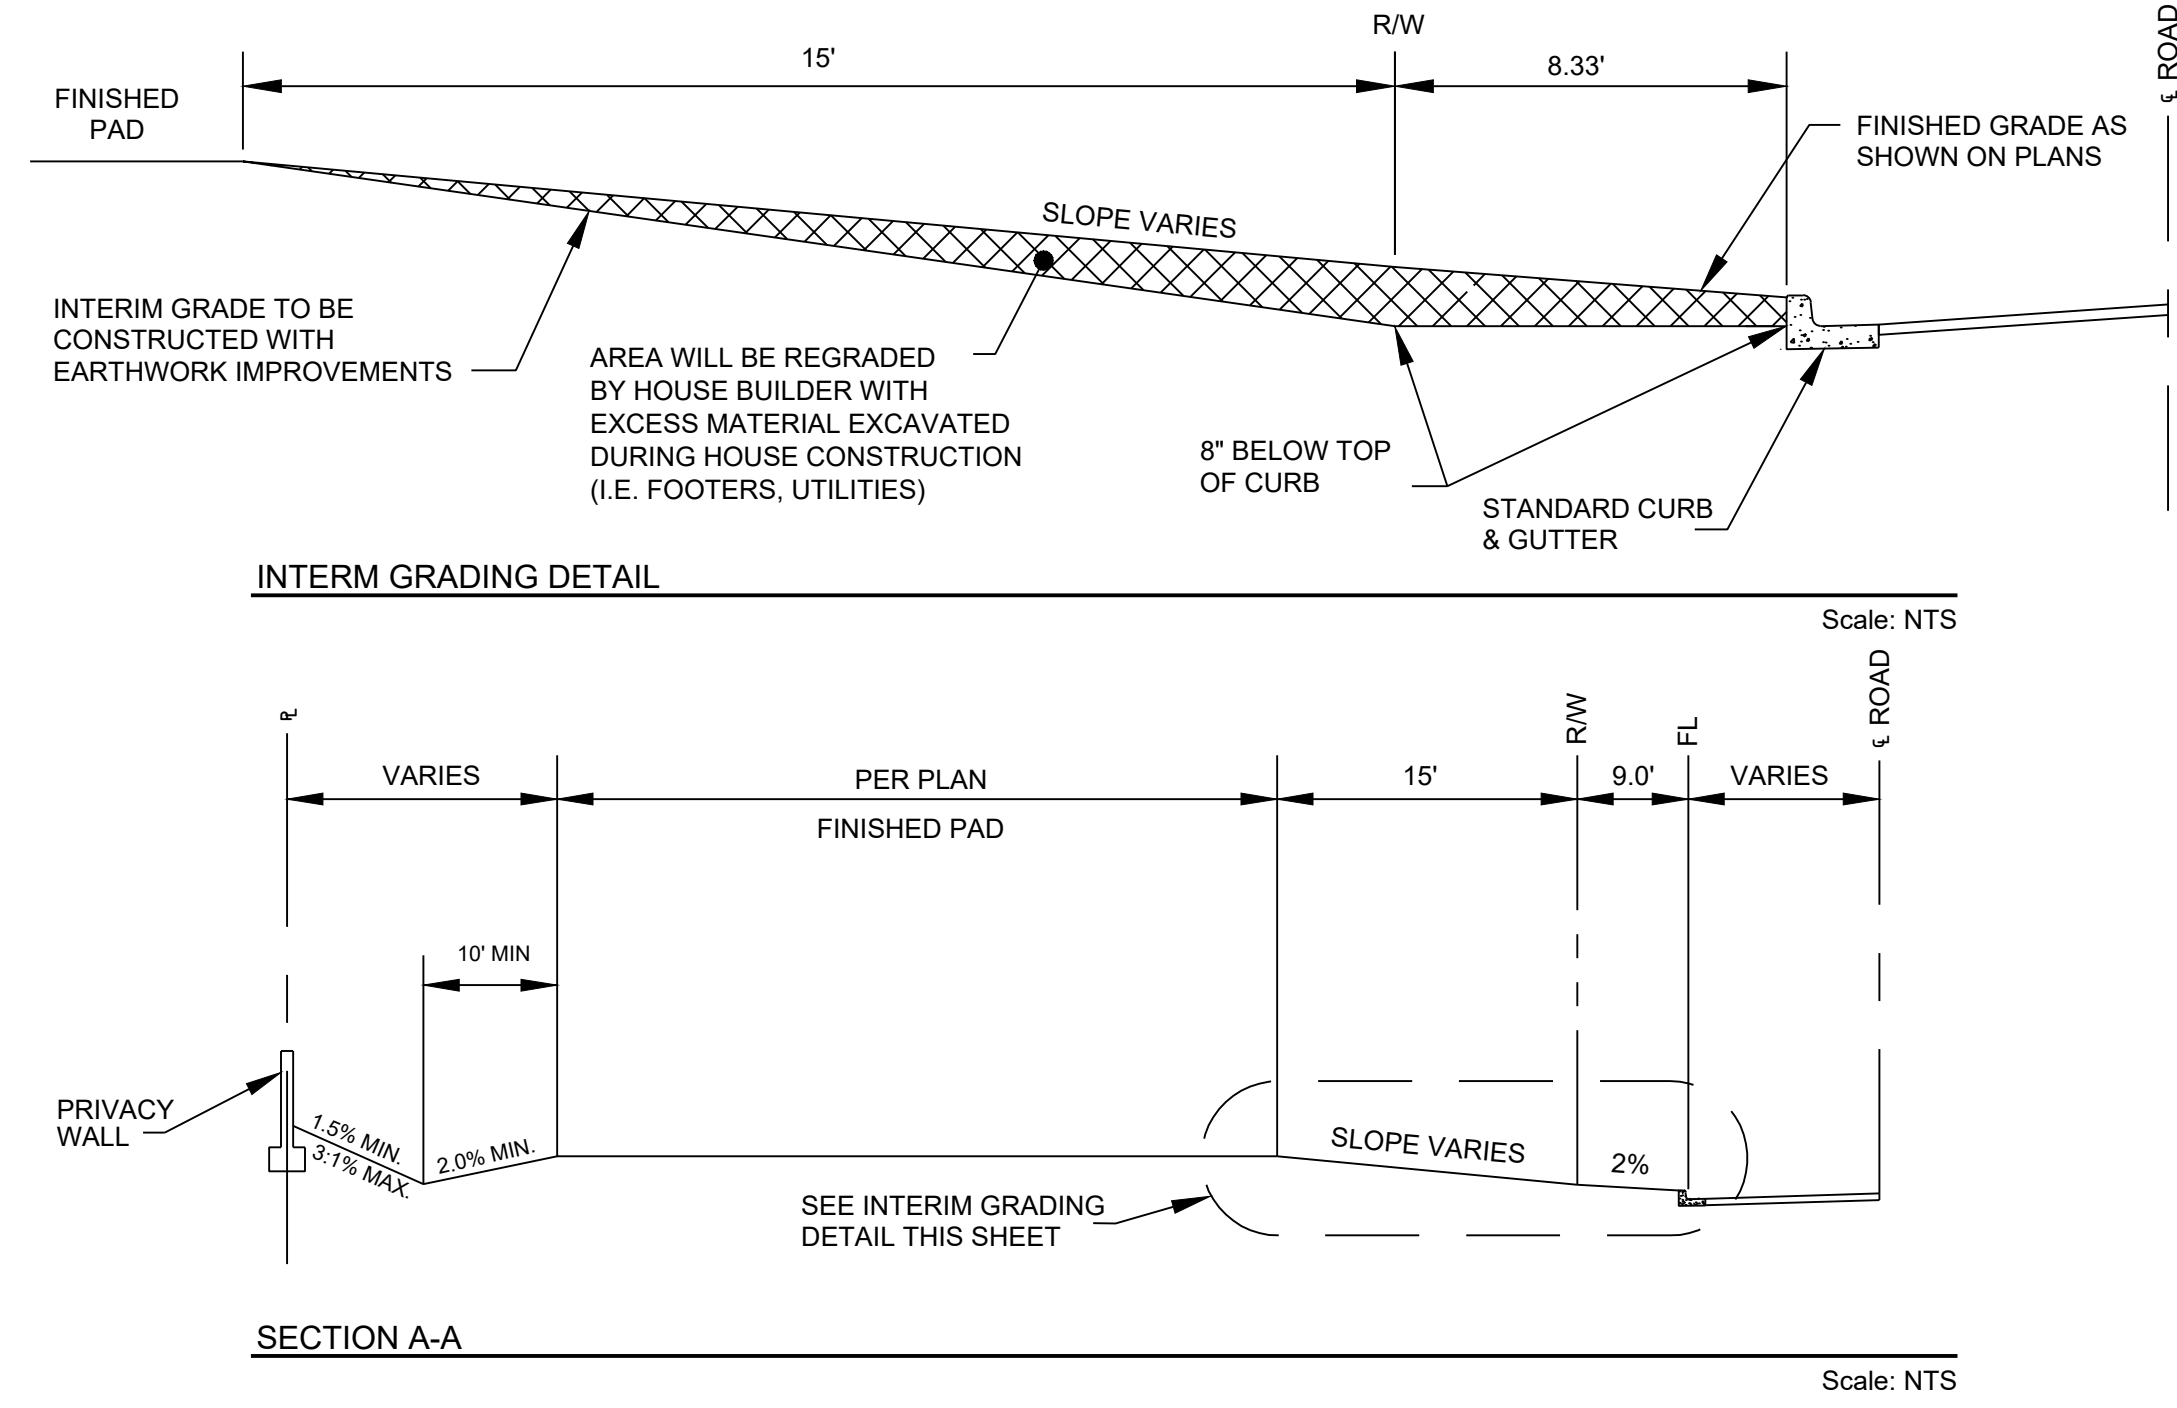 R/W
15'
8.33'
℄ ROAD
FINISHED
PAD
FINISHED GRADE AS
SHOWN ON PLANS
SLOPE VARIES
INTERIM GRADE TO BE
CONSTRUCTED WITH
EARTHWORK IMPROVEMENTS
AREA WILL BE REGRADED
BY HOUSE BUILDER WITH
EXCESS MATERIAL EXCAVATED
DURING HOUSE CONSTRUCTION
(I.E. FOOTERS, UTILITIES)
8" BELOW TOP
OF CURB
STANDARD CURB
& GUTTER
INTERM GRADING DETAIL
Scale: NTS
℄ ROAD
R/W
FL
⅊
VARIES
PER PLAN
15'
9.0'
VARIES
FINISHED PAD
10' MIN
PRIVACY
WALL
1.5% MIN.
3:1% MAX.
2.0% MIN.
SLOPE VARIES
2%
SEE INTERIM GRADING
DETAIL THIS SHEET
SECTION A-A
Scale: NTS